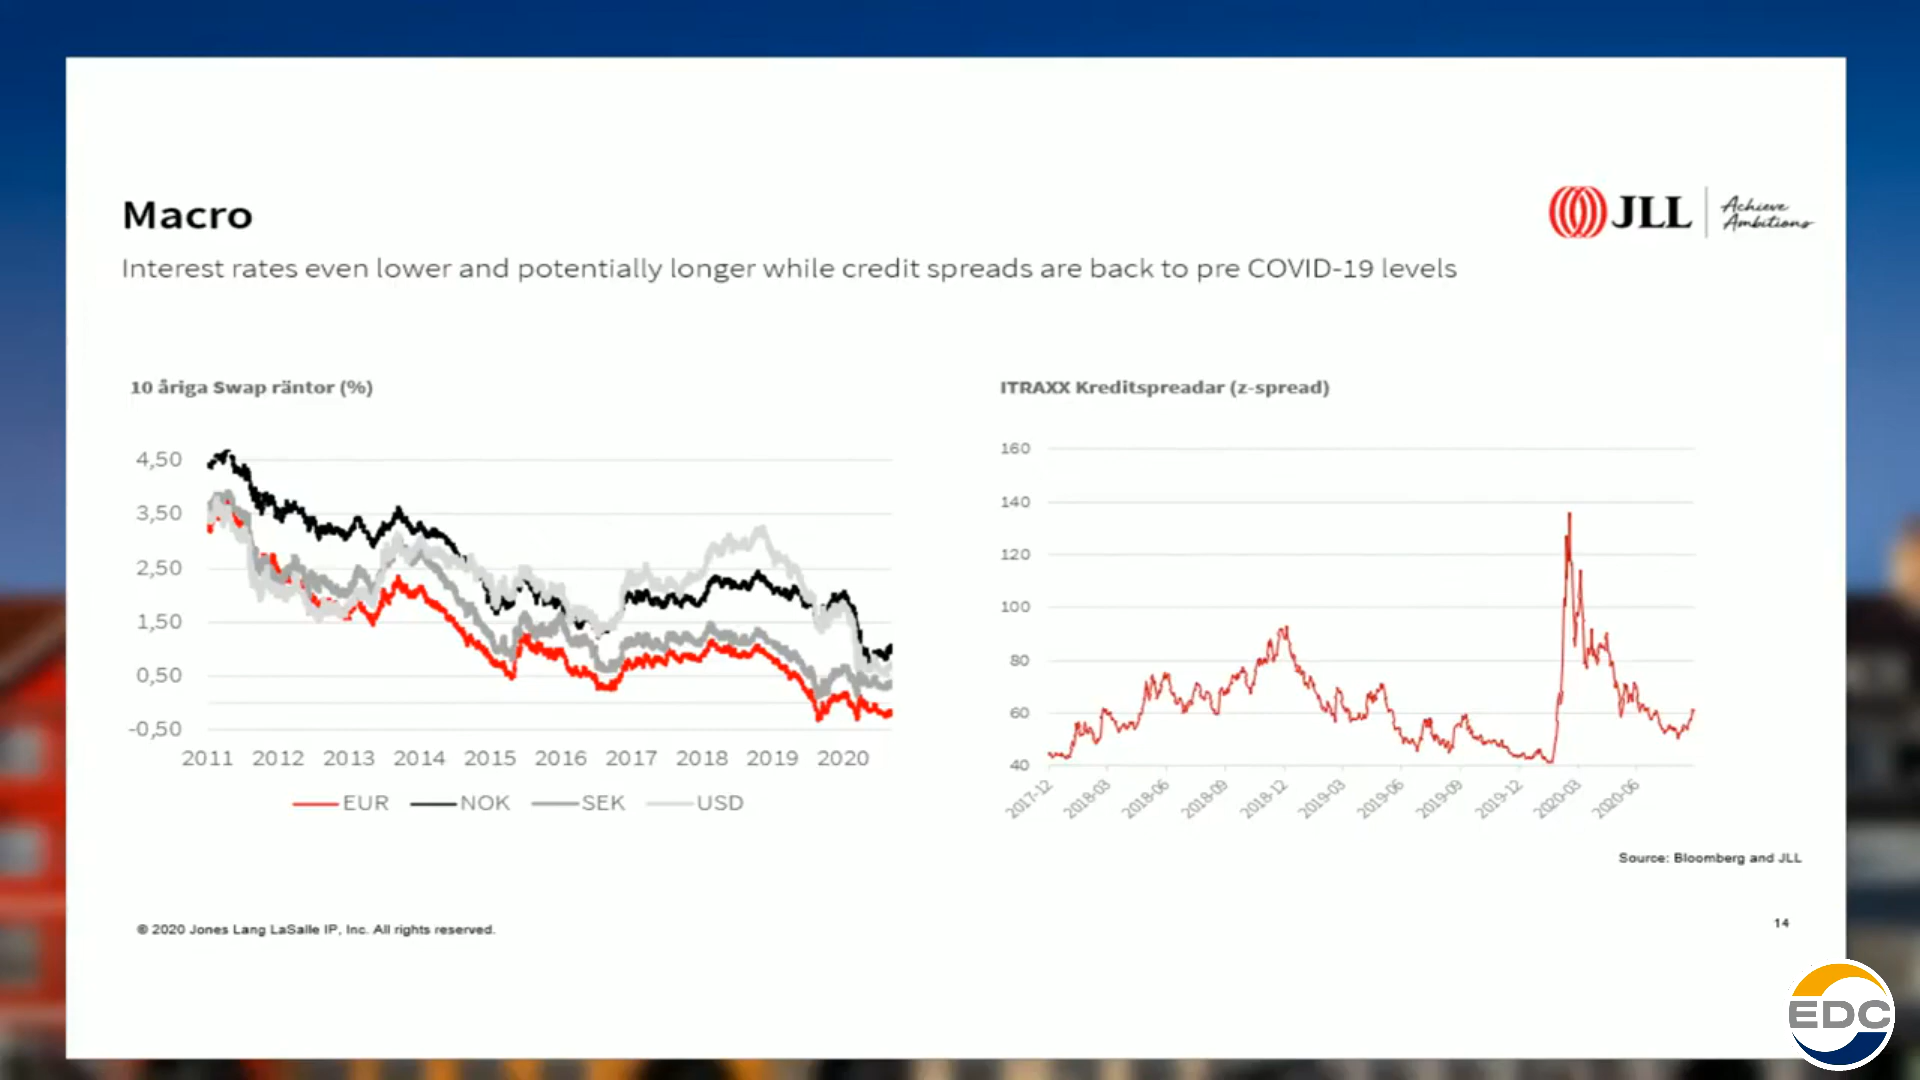 Macro
JLL
Achieve
Ambitions
Interest rates even lower and potentially longer while credit spreads are back to pre COVID-19 levels
10 åriga Swap räntor (%)
4,50
3,50
2,50
1,50
0,50
-0,50
2011 2012 2013 2014 2015 2016 2017 2018 2019 2020
EUR NOK SEK USD
ITRAXX Kreditspreadar (z-spread)
160
140
120
100
80
60
40
2017-12 2018-03 2018-06 2018-09 2018-12 2019-03 2019-06 2019-09 2019-12 2020-03 2020-06
Source: Bloomberg and JLL
© 2020 Jones Lang LaSalle IP, Inc. All rights reserved.
14
EDC